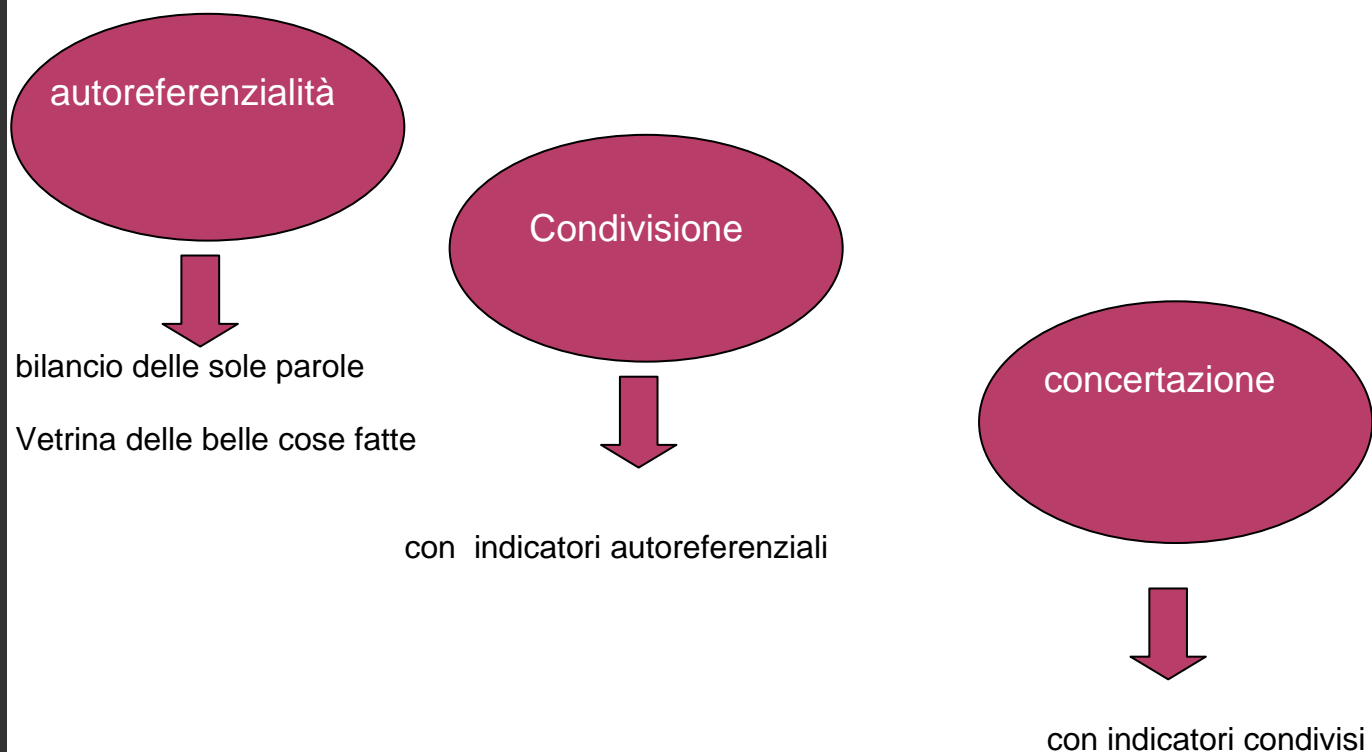 autoreferenzialità
bilancio delle sole parole
Vetrina delle belle cose fatte
Condivisione
con indicatori autoreferenziali
concertazione
con indicatori condivisi